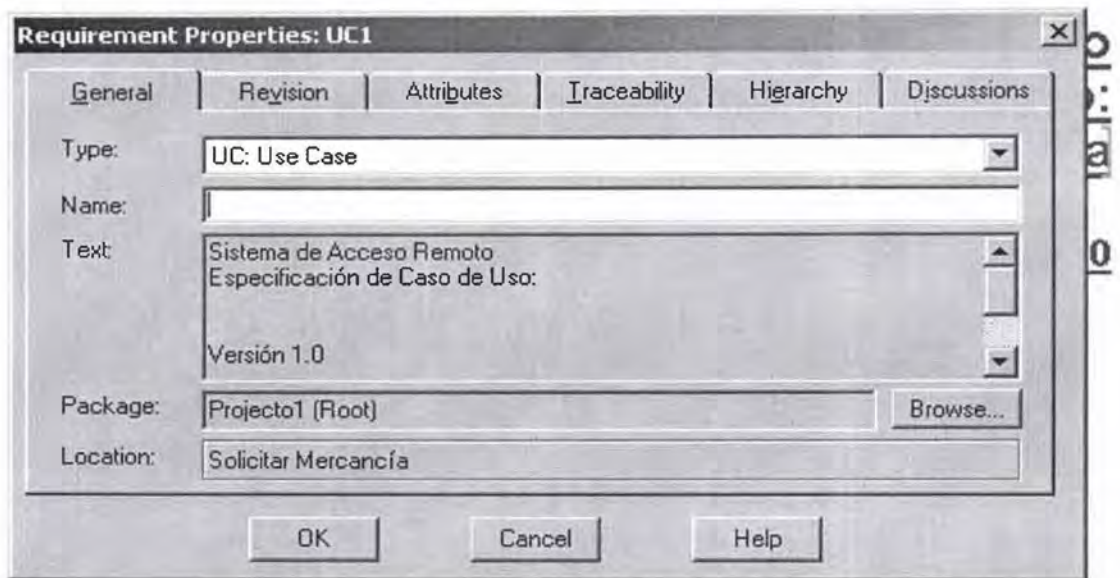 Requirement Properties: UC1
General Revision Attributes Traceability Hierarchy Discussions
Type: UC: Use Case
Name:
Text: Sistema de Acceso Remoto
Especificación de Caso de Uso:
Versión 1.0
Package: Projecto1 (Root) Browse...
Location: Solicitar Mercancía
OK Cancel Help